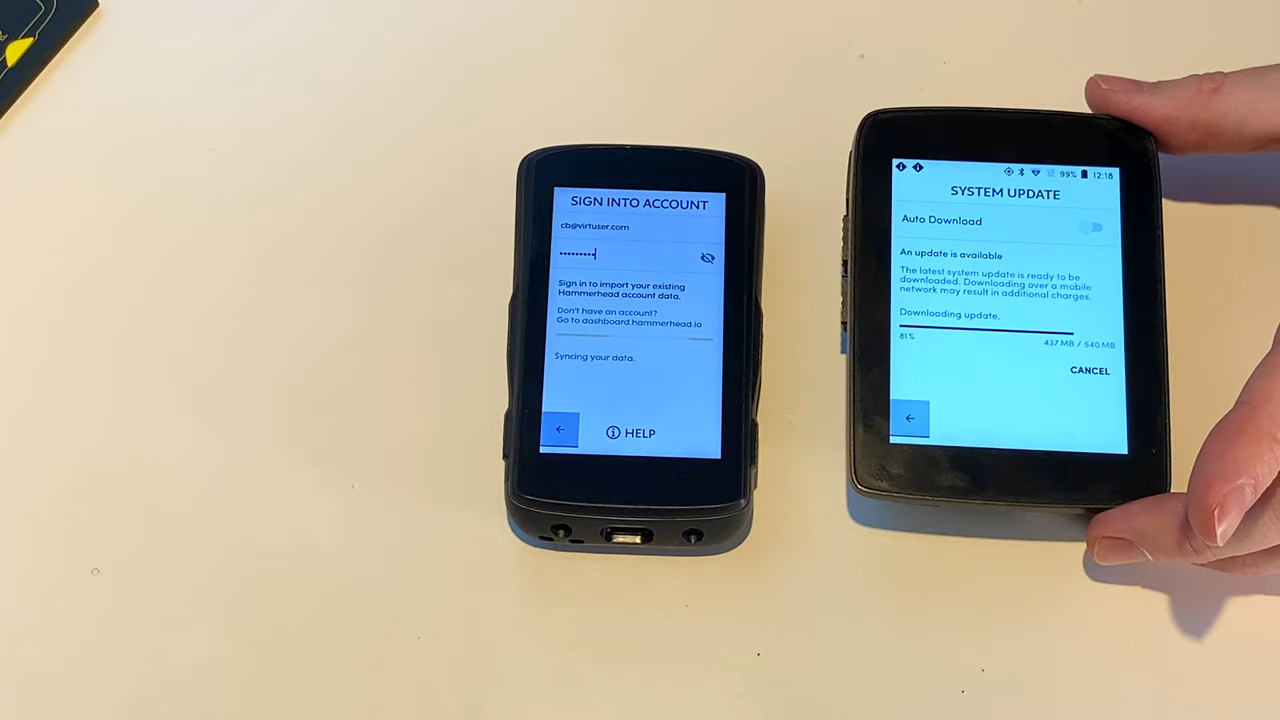 SIGN INTO ACCOUNT
cb@virtuser.com
•••••••••
Sign in to import your existing
Hammerhead account data.
Don't have an account?
Go to dashboard.hammerhead.io
Syncing your data.
HELP
99% 12:18
SYSTEM UPDATE
Auto Download
An update is available
The latest system update is ready to be
downloaded. Downloading over a mobile
network may result in additional charges.
Downloading update.
81% 437 MB / 540 MB
CANCEL